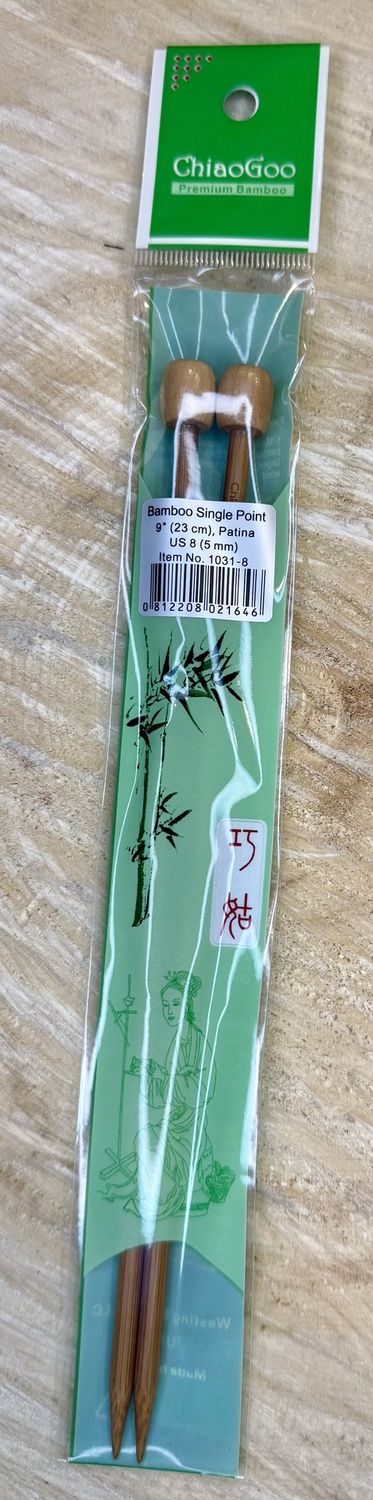 ChiaoGoo
Premium Bamboo
Bamboo Single Point
9" (23 cm), Patina
US 8 (5 mm)
Item No. 1031-8
0 812208 021646
巧
姑